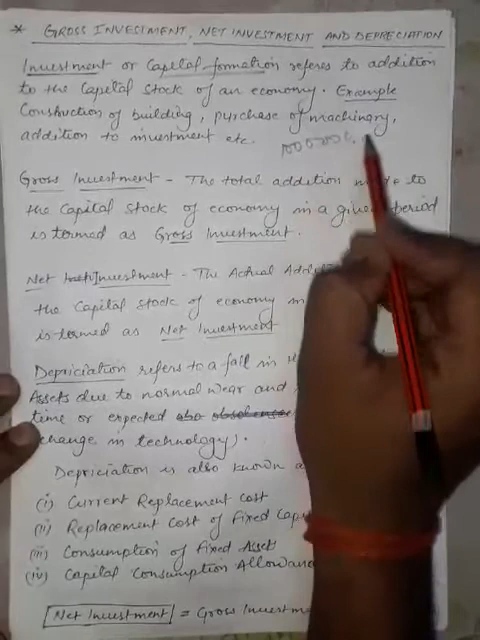 * GROSS INVESTMENT, NET INVESTMENT AND DEPRECIATION
Investment or Capital formation referes to addition
to the Capital Stock of an economy. Example
Construction of building, purchase of machinary,
addition to investment etc.
Gross Investment - The total addition to
the Capital Stock of economy in a given period
is termed as Gross Investment.
Net Investment - The Actual
the Capital stock of economy
is termed as Net Investment
Depriciation refers to a fall in
Assets due to normal wear and
time or expected
change in technology).
Depriciation is also known
(i) Current Replacement Cost
(ii) Replacement Cost of Fixed
(iii) Consumption of Fixed Asset
(iv) Capital Consumption
Net Investment = Gross